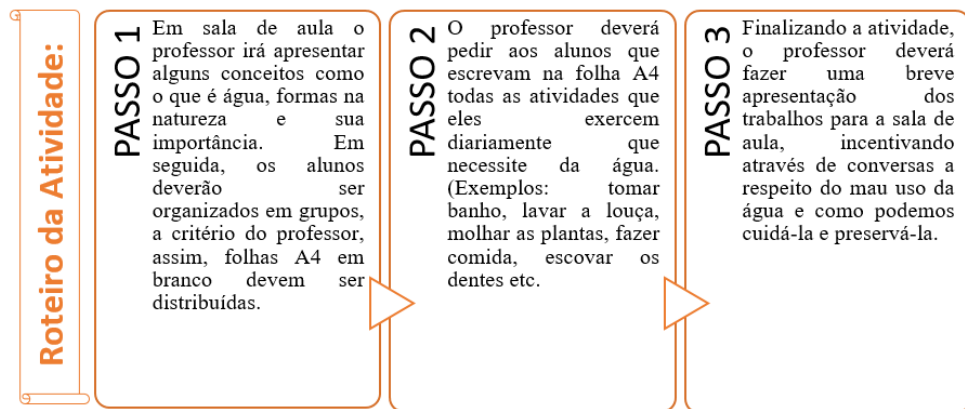 Roteiro da Atividade:
PASSO 1
Em sala de aula o
professor irá apresentar
alguns conceitos como
o que é água, formas na
natureza e sua
importância. Em
seguida, os alunos
deverão ser
organizados em grupos,
a critério do professor,
assim, folhas A4 em
branco devem ser
distribuídas.
PASSO 2
O professor deverá
pedir aos alunos que
escrevam na folha A4
todas as atividades que
eles exercem
diariamente que
necessite da água.
(Exemplos: tomar
banho, lavar a louça,
molhar as plantas, fazer
comida, escovar os
dentes etc.
PASSO 3
Finalizando a atividade,
o professor deverá
fazer uma breve
apresentação dos
trabalhos para a sala de
aula, incentivando
através de conversas a
respeito do mau uso da
água e como podemos
cuidá-la e preservá-la.